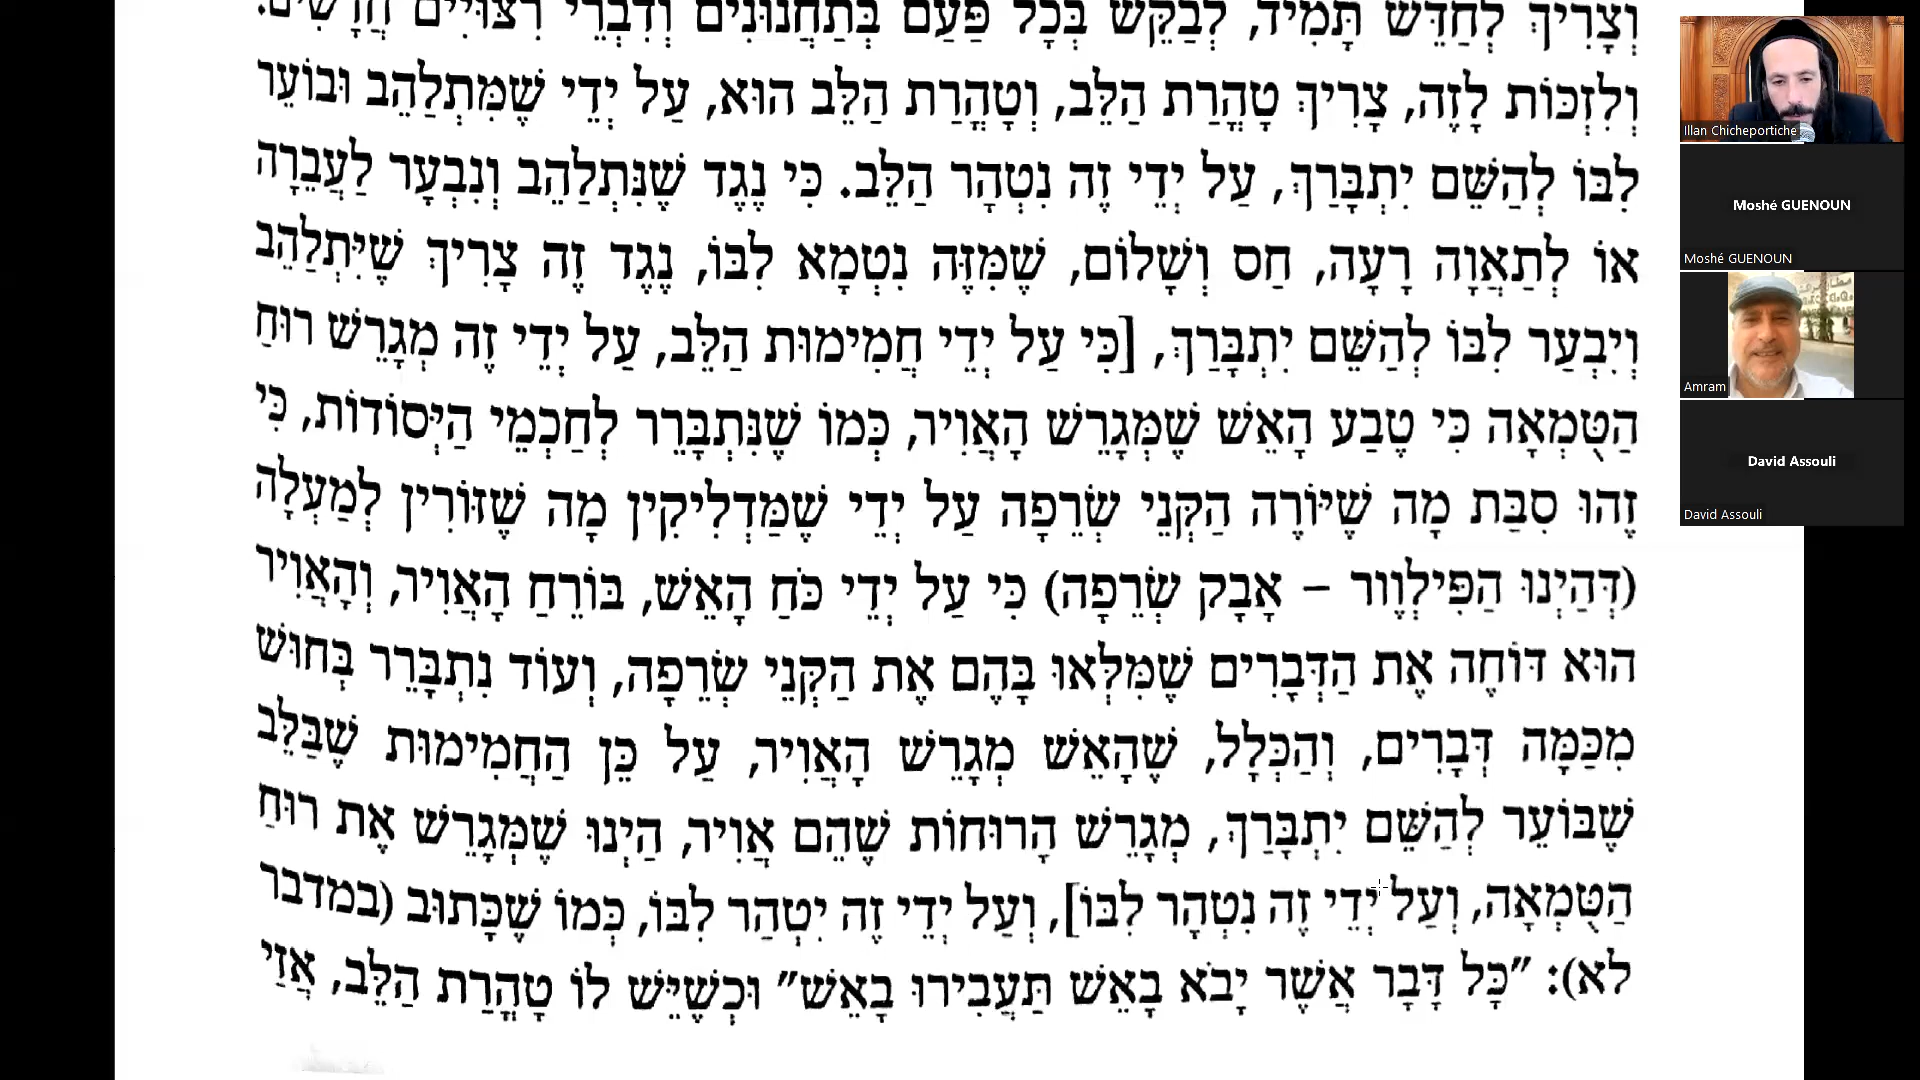 וְצָרִיךְ לְחַדֵּשׁ תָּמִיד, לְבַקֵּשׁ בְּכָל פַּעַם בְּתַחֲנוּנִים וְדִבְרֵי רִצּוּיִים חֲדָשִׁים.
וְלִזְכּוֹת לָזֶה, צָרִיךְ טָהֳרַת הַלֵּב, וְטָהֳרַת הַלֵּב הוּא, עַל יְדֵי שֶׁמִּתְלַהֵב וּבוֹעֵר
לִבּוֹ לְהַשֵּׁם יִתְבָּרַךְ, עַל יְדֵי זֶה נִטְהָר הַלֵּב. כִּי נֶגֶד שֶׁנִּתְלַהֵב וְנִבְעָר לַעֲבֵרָה
אוֹ לְתַאֲוָה רָעָה, חַס וְשָׁלוֹם, שֶׁמִּזֶּה נִטְמָא לִבּוֹ, נֶגֶד זֶה צָרִיךְ שֶׁיִּתְלַהֵב
וְיִבְעַר לִבּוֹ לְהַשֵּׁם יִתְבָּרַךְ, [כִּי עַל יְדֵי חֲמִימוּת הַלֵּב, עַל יְדֵי זֶה מְגָרֵשׁ רוּחַ
הַטֻּמְאָה כִּי טֶבַע הָאֵשׁ שֶׁמְּגָרֵשׁ הָאֲוִיר, כְּמוֹ שֶׁנִּתְבָּרֵר לְחַכְמֵי הַיְּסוֹדוֹת, כִּי
זֶהוּ סִבַּת מָה שֶׁיּוֹרֶה הַקְּנֵי שְׂרֵפָה עַל יְדֵי שֶׁמַּדְלִיקִין מָה שֶׁזּוֹרִין לְמַעְלָה
(דְּהַיְנוּ הַפִּילְוֶוער – אָבָק שְׂרֵפָה) כִּי עַל יְדֵי כֹּחַ הָאֵשׁ, בּוֹרֵחַ הָאֲוִיר, וְהָאֲוִיר
הוּא דּוֹחֶה אֶת הַדְּבָרִים שֶׁמִּלְּאוּ בָּהֶם אֶת הַקְּנֵי שְׂרֵפָה, וְעוֹד נִתְבָּרֵר בְּחוּשׁ
מִכַּמָּה דְּבָרִים, וְהַכְּלָל, שֶׁהָאֵשׁ מְגָרֵשׁ הָאֲוִיר, עַל כֵּן הַחֲמִימוּת שֶׁבַּלֵּב
שֶׁבּוֹעֵר לְהַשֵּׁם יִתְבָּרַךְ, מְגָרֵשׁ הָרוּחוֹת שֶׁהֵם אֲוִיר, הַיְנוּ שֶׁמְּגָרֵשׁ אֶת רוּחַ
הַטֻּמְאָה, וְעַל יְדֵי זֶה נִטְהָר לִבּוֹ], וְעַל יְדֵי זֶה יִטְהַר לִבּוֹ, כְּמוֹ שֶׁכָּתוּב (במדבר
לא): "כָּל דָּבָר אֲשֶׁר יָבֹא בָאֵשׁ תַּעֲבִירוּ בָאֵשׁ" וּכְשֶׁיֵּשׁ לוֹ טָהֳרַת הַלֵּב, אֲזַי
Illan Chicheportiche
Moshé GUENOUN
Moshé GUENOUN
Amram
David Assouli
David Assouli